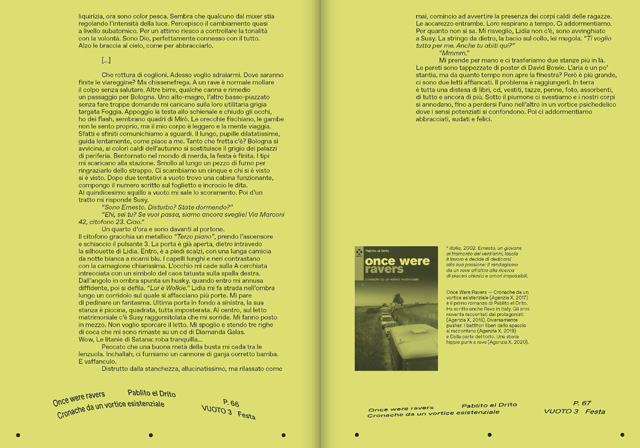 liquirizia, ora sono color pesca. Sembra che qualcuno dal mixer stia
regolando l'intensità della luce. Percepisco il cambiamento quasi
a livello subatomico. Per un attimo riesco a controllare la tonalità
con la volontà. Sono Dio, perfettamente connesso con il tutto.
Alzo le braccia al cielo, come per abbracciarlo.
[...]
Che rottura di coglioni. Adesso voglio sdraiarmi. Dove saranno
finite le viareggine? Ma chissenefrega. A un rave è normale mollare
il colpo senza salutare. Altre birre, qualche canna e rimedio
un passaggio per Bologna. Uno alto-magro, l'altro basso-pazzato
senza fare troppe domande mi caricano sulla loro utilitaria grigia
targata Foggia. Appoggio la testa allo schienale e chiudo gli occhi,
ho dei flash, sembrano quadri di Mirò. Le orecchie fischiano, le gambe
non le sento proprio, ma il mio corpo è leggero e la mente viaggia.
Sfatti e sfiniti comunichiamo a sguardi. Il lungo, pupille dilatatissime,
guida lentamente, come piace a me. Tanto che fretta c'è? Bologna si
avvicina, ai colori caldi dell'autunno si sostituisce il grigio dei palazzi
di periferia. Bentornato nel mondo di merda, la festa è finita. I tipi
mi scaricano alla stazione. Smollo al lungo un pezzo di fumo per
ringraziarlo dello strappo. Ci scambiamo un cinque e chi si è visto
si è visto. Dopo due tentativi a vuoto trovo una cabina funzionante,
compongo il numero scritto sul foglietto e incrocio le dita.
Al quindicesimo squillo a vuoto mi sale lo scoramento. Poi d'un
tratto mi risponde Susy.
"Sono Ernesto. Disturbo? State dormendo?"
"Ehi, sei tu? Se vuoi passa, siamo ancora sveglie! Via Marconi
42, citofono 23. Ciao."
Un quarto d'ora e sono davanti al portone.
Il citofono gracchia un metallico "Terzo piano", prendo l'ascensore
e schiaccio il pulsante 3. La porta è già aperta, dietro intravedo
la silhouette di Lidia. Entro, è a piedi scalzi, con una lunga camicia
da notte bianca a ricami blu. I capelli lunghi e neri contrastano
con la carnagione chiarissima. L'occhio mi cade sulla A cerchiata
intrecciata con un simbolo del caos tatuata sulla spalla destra.
Dall'angolo in ombra spunta un husky, quando entro mi annusa
diffidente, poi si defila. "Lui è Wolkie." Lidia mi fa strada nell'ombra
lungo un corridoio sul quale si affacciano più porte. Mi pare
di pedinare un fantasma. Ultima porta in fondo a sinistra, la sua
stanza è piccina, quadrata, tutta impostata. Al centro, sul letto
matrimoniale c'è Susy raggomitolata che mi sorride. Mi fanno posto
in mezzo. Non voglio sporcare il letto. Mi spoglio e stendo tre righe
di coca che mi sono rimaste su un cd di Diamanda Galas.
Wow, Le litanie di Satana: roba tranquilla...
Peccato che una buona metà della busta mi cada tra le
lenzuola. Inchallah, ci fumiamo un cannone di ganja corretto bamba.
E vaffanculo.
Distrutto dalla stanchezza, allucinatissimo, ma rilassato come
Once were ravers
Pablito el Drito
Cronache da un vortice esistenziale
P. 66
VUOTO 3 Festa
mai, comincio ad avvertire la presenza dei corpi caldi delle ragazze.
Le accarezzo entrambe. Loro respirano a tempo. Ci addormentiamo.
Per quanto non si sa. Mi risveglio, Lidia non c'è, sono avvinghiato
a Susy. La stringo da dietro, la bacio sul collo, lei mugola. "Ti voglio
tutta per me. Anche tu abiti qui?"
"Mmmm."
Mi prende per mano e ci trasferiamo due stanze più in là.
Le pareti sono tappezzate di poster di David Bowie. L'aria è un po'
stantia, ma da quanto tempo non apre la finestra? Però è più grande,
ci sono due letti affiancati. Il problema è raggiungerli. In terra
è tutta una distesa di libri, cd, vestiti, tazze, penne, foto, assorbenti,
di tutto e ancora di più. Sotto il piumone ci svestiamo e i nostri corpi
si annodano, fino a perdersi l'uno nell'altro in un vortice psichedelico
dove i sensi potenziati si confondono. Poi ci addormentiamo
abbracciati, sudati e felici.
Pablito el Drito
once were
ravers
cronache da un vortice esistenziale
* Italia, 2002. Ernesto, un giovane
al tramonto dei vent'anni, lascia
il lavoro e decide di dedicarsi
alla sua passione: il vagabondaggio
da un rave all'altro alla ricerca
di piaceri chimici e amori impossibili.
Once Were Ravers — Cronache da un
vortice esistenziale (Agenzia X, 2017)
è il primo romanzo di Pablito el Drito.
Ha scritto anche Rave in Italy. Gli anni
novanta raccontati dai protagonisti
(Agenzia X, 2018), Diversamente
pusher. I battitori liberi dello spaccio
si raccontano (Agenzia X, 2019)
e Dalla parte del torto. Una storia
hippie punk e rave (Agenzia X, 2020).
Once were ravers
Pablito el Drito
Cronache da un vortice esistenziale
P. 67
VUOTO 3 Festa